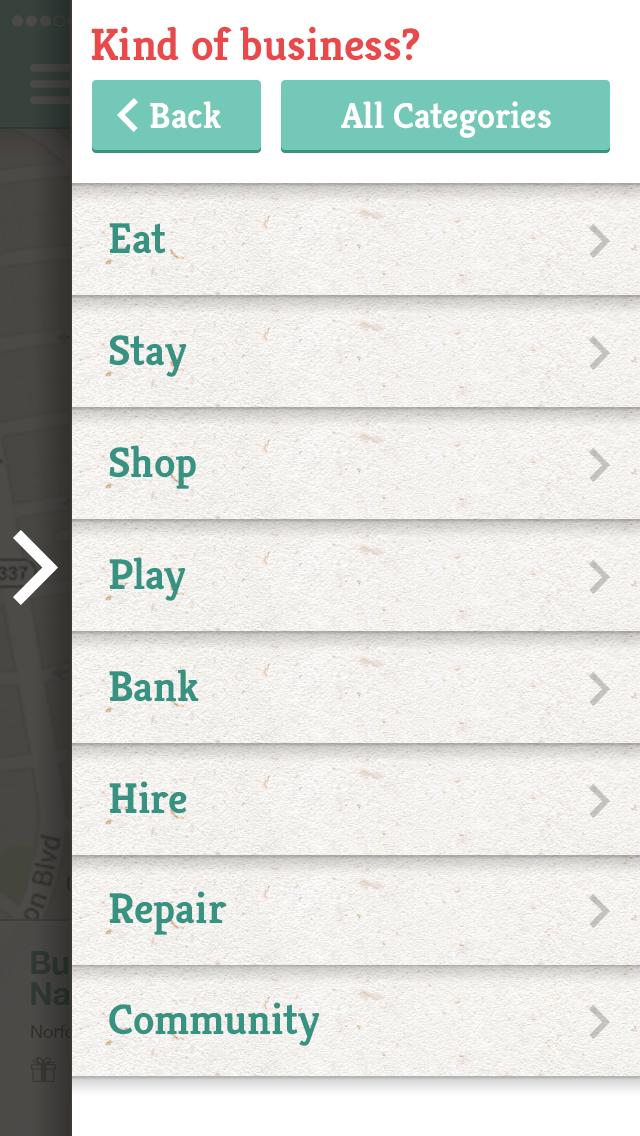 Kind of business?
Back
All Categories
Eat
Stay
Shop
Play
Bank
Hire
Repair
Community
337
on Blvd
Bu
Na
Norfo